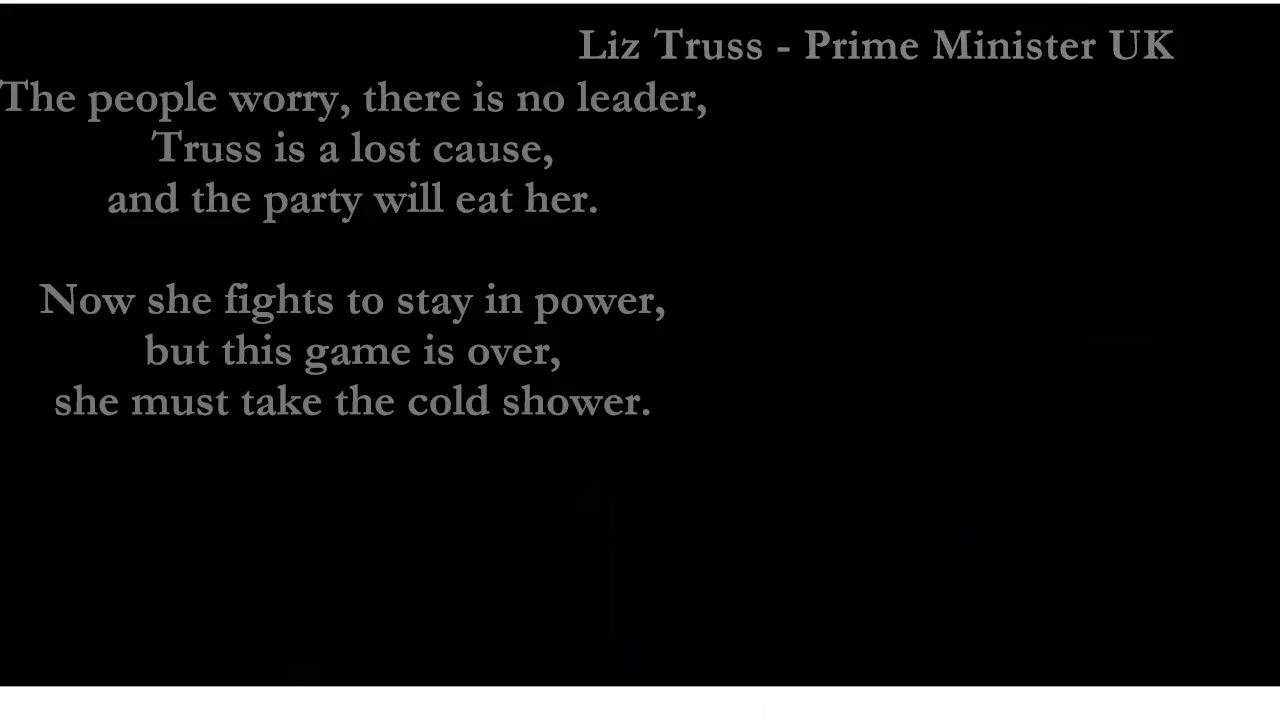 Liz Truss - Prime Minister UK
The people worry, there is no leader,
Truss is a lost cause,
and the party will eat her.
Now she fights to stay in power,
but this game is over,
she must take the cold shower.